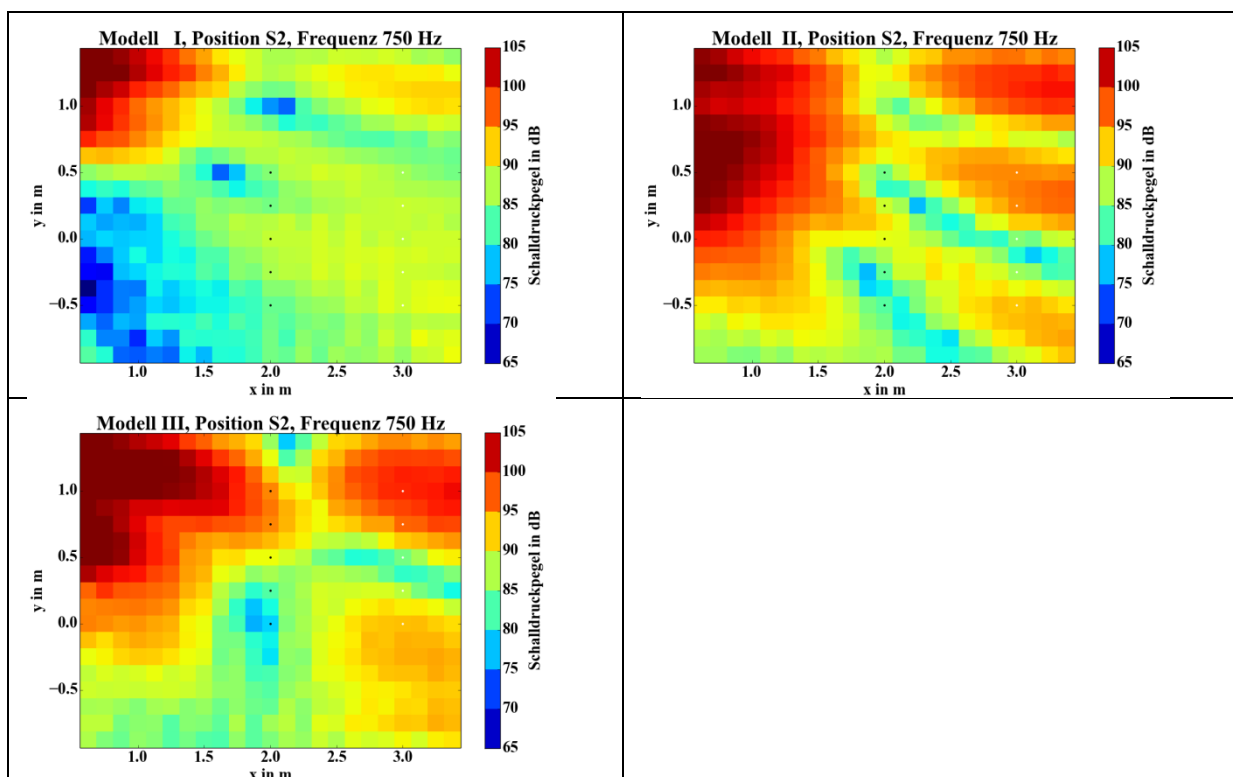 Modell I, Position S2, Frequenz 750 Hz
y in m
1.0
0.5
0.0
−0.5
1.0 1.5 2.0 2.5 3.0
x in m
105
100
95
90
85
80
75
70
65
Schalldruckpegel in dB
Modell II, Position S2, Frequenz 750 Hz
y in m
1.0
0.5
0.0
−0.5
1.0 1.5 2.0 2.5 3.0
x in m
105
100
95
90
85
80
75
70
65
Schalldruckpegel in dB
Modell III, Position S2, Frequenz 750 Hz
y in m
1.0
0.5
0.0
−0.5
1.0 1.5 2.0 2.5 3.0
x in m
105
100
95
90
85
80
75
70
65
Schalldruckpegel in dB